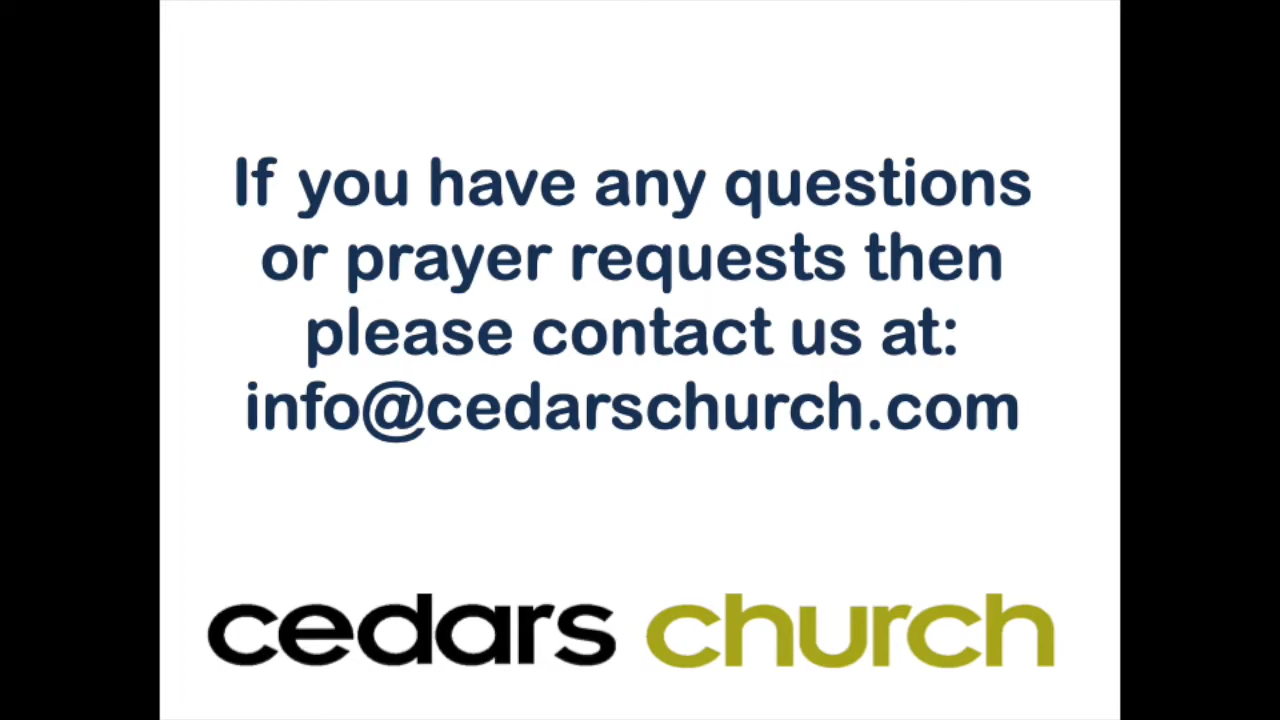 If you have any questions
or prayer requests then
please contact us at:
info@cedarschurch.com
cedars church